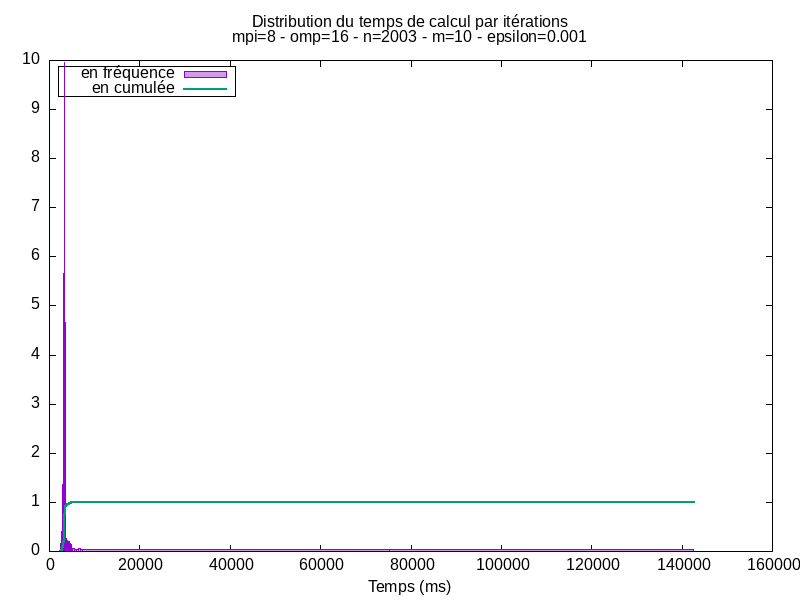 Distribution du temps de calcul par itérations
mpi=8 - omp=16 - n=2003 - m=10 - epsilon=0.001
en fréquence
en cumulée
10
9
8
7
6
5
4
3
2
1
0
0 20000 40000 60000 80000 100000 120000 140000 160000
Temps (ms)